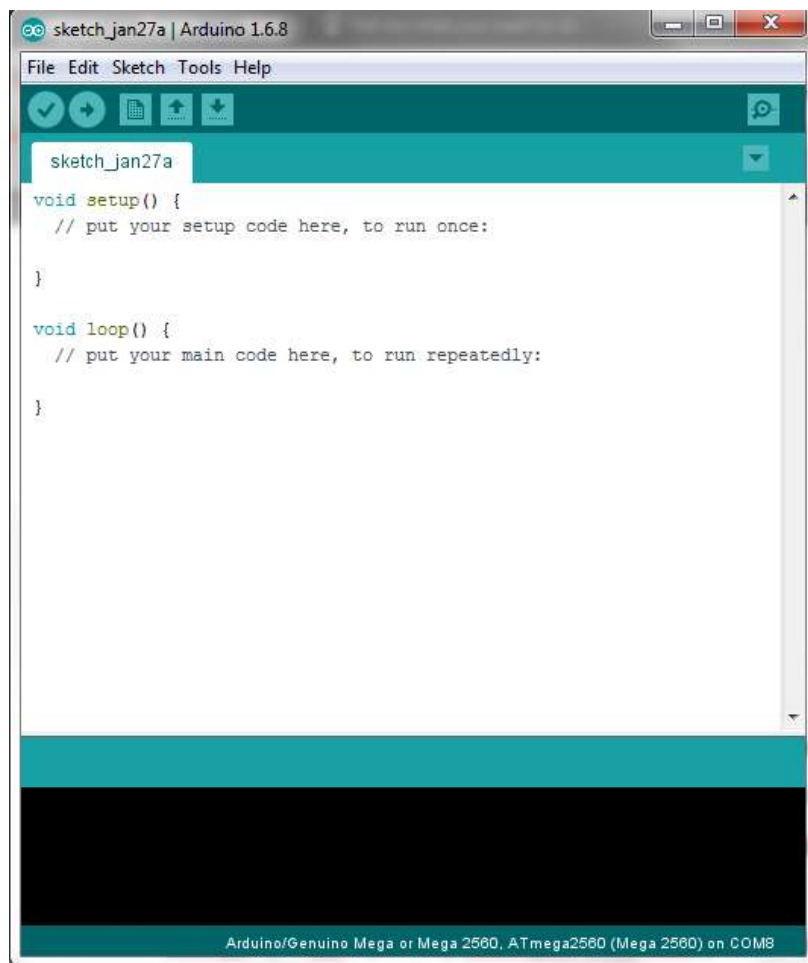 sketch_jan27a | Arduino 1.6.8
File Edit Sketch Tools Help
sketch_jan27a
void setup() {
  // put your setup code here, to run once:
}
void loop() {
  // put your main code here, to run repeatedly:
}
Arduino/Genuino Mega or Mega 2560, ATmega2560 (Mega 2560) on COM8